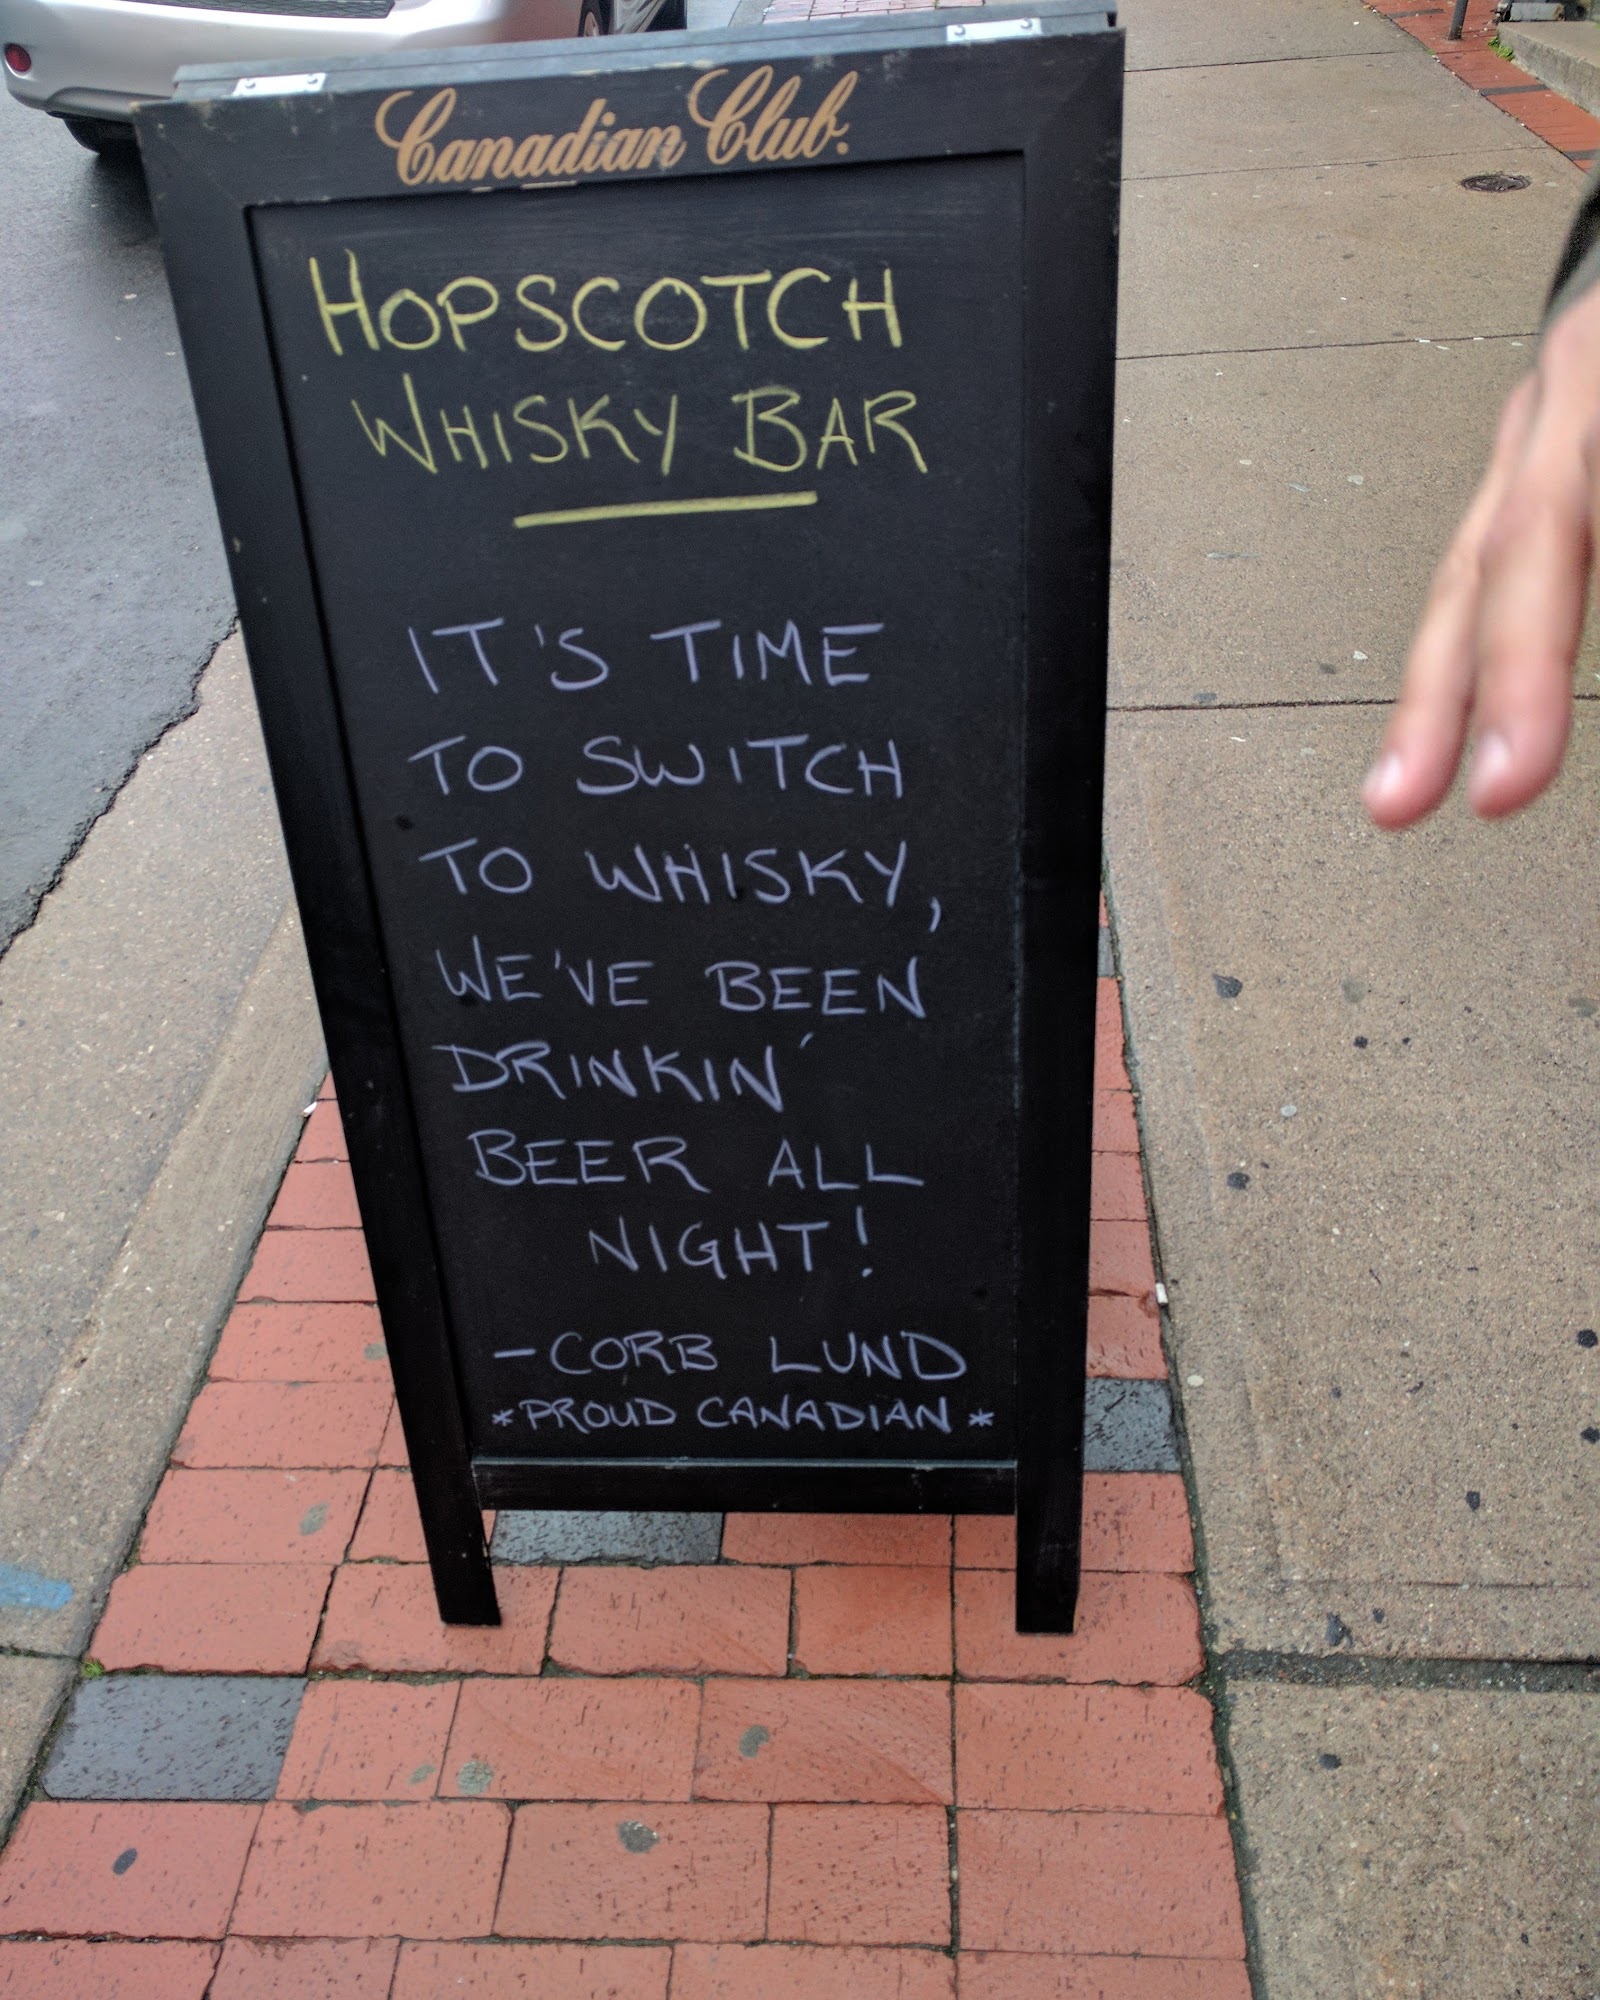 Canadian Club.
HOPSCOTCH
WHISKY BAR
IT'S TIME
TO SWITCH
TO WHISKY,
WE'VE BEEN
DRINKIN'
BEER ALL
NIGHT!
-CORB LUND
*PROUD CANADIAN*